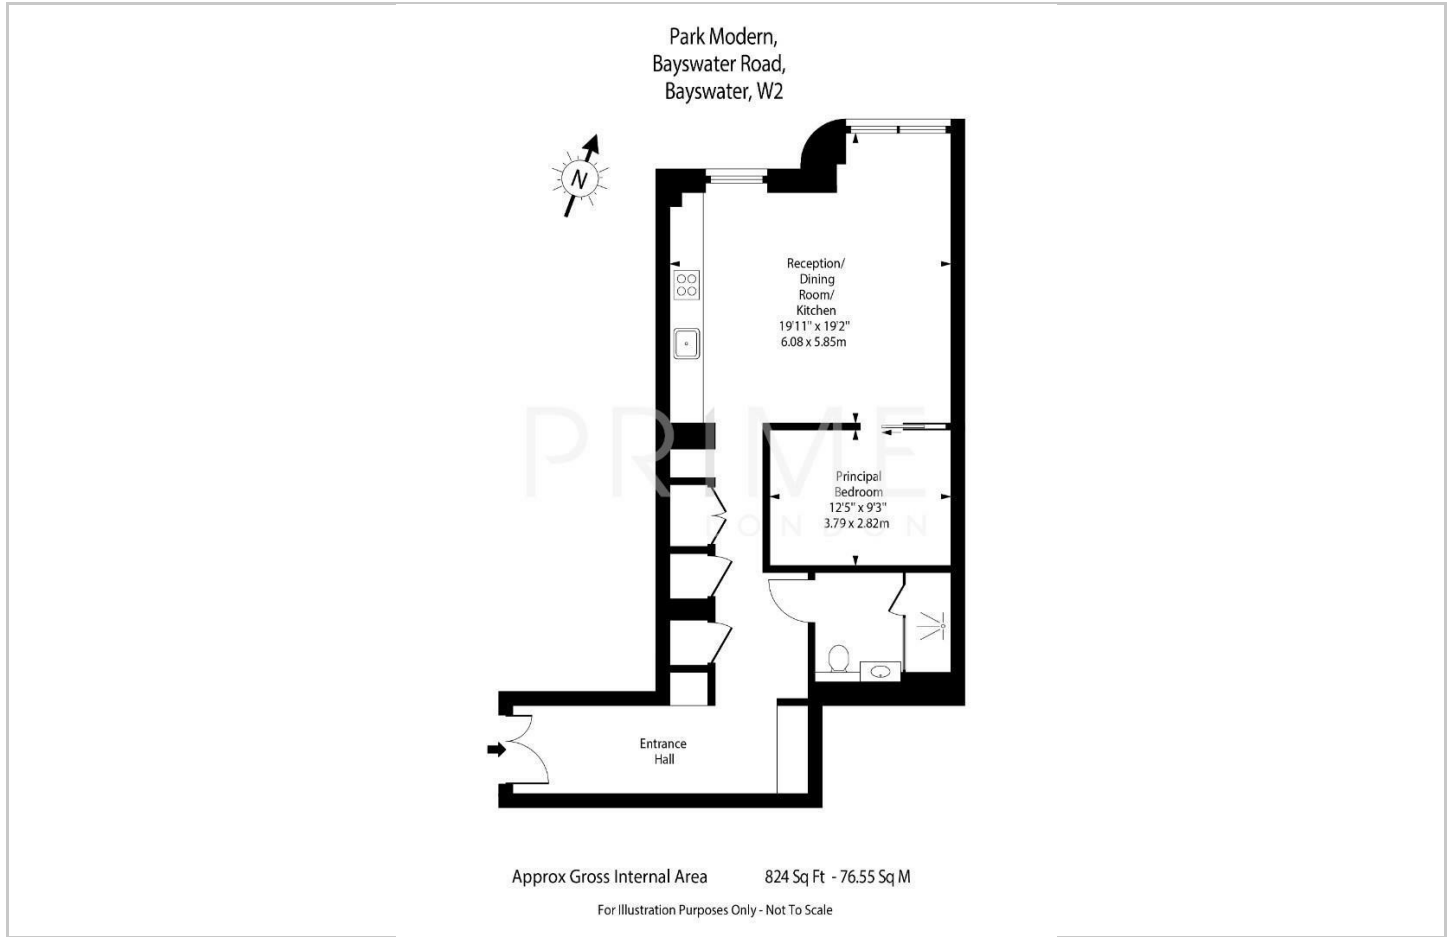 Park Modern,
Bayswater Road,
Bayswater, W2
N
Reception/
Dining
Room/
Kitchen
19'11" x 19'2"
6.08 x 5.85m
PRIME
LONDON
Principal
Bedroom
12'5" x 9'3"
3.79 x 2.82m
Entrance
Hall
Approx Gross Internal Area 824 Sq Ft - 76.55 Sq M
For Illustration Purposes Only - Not To Scale